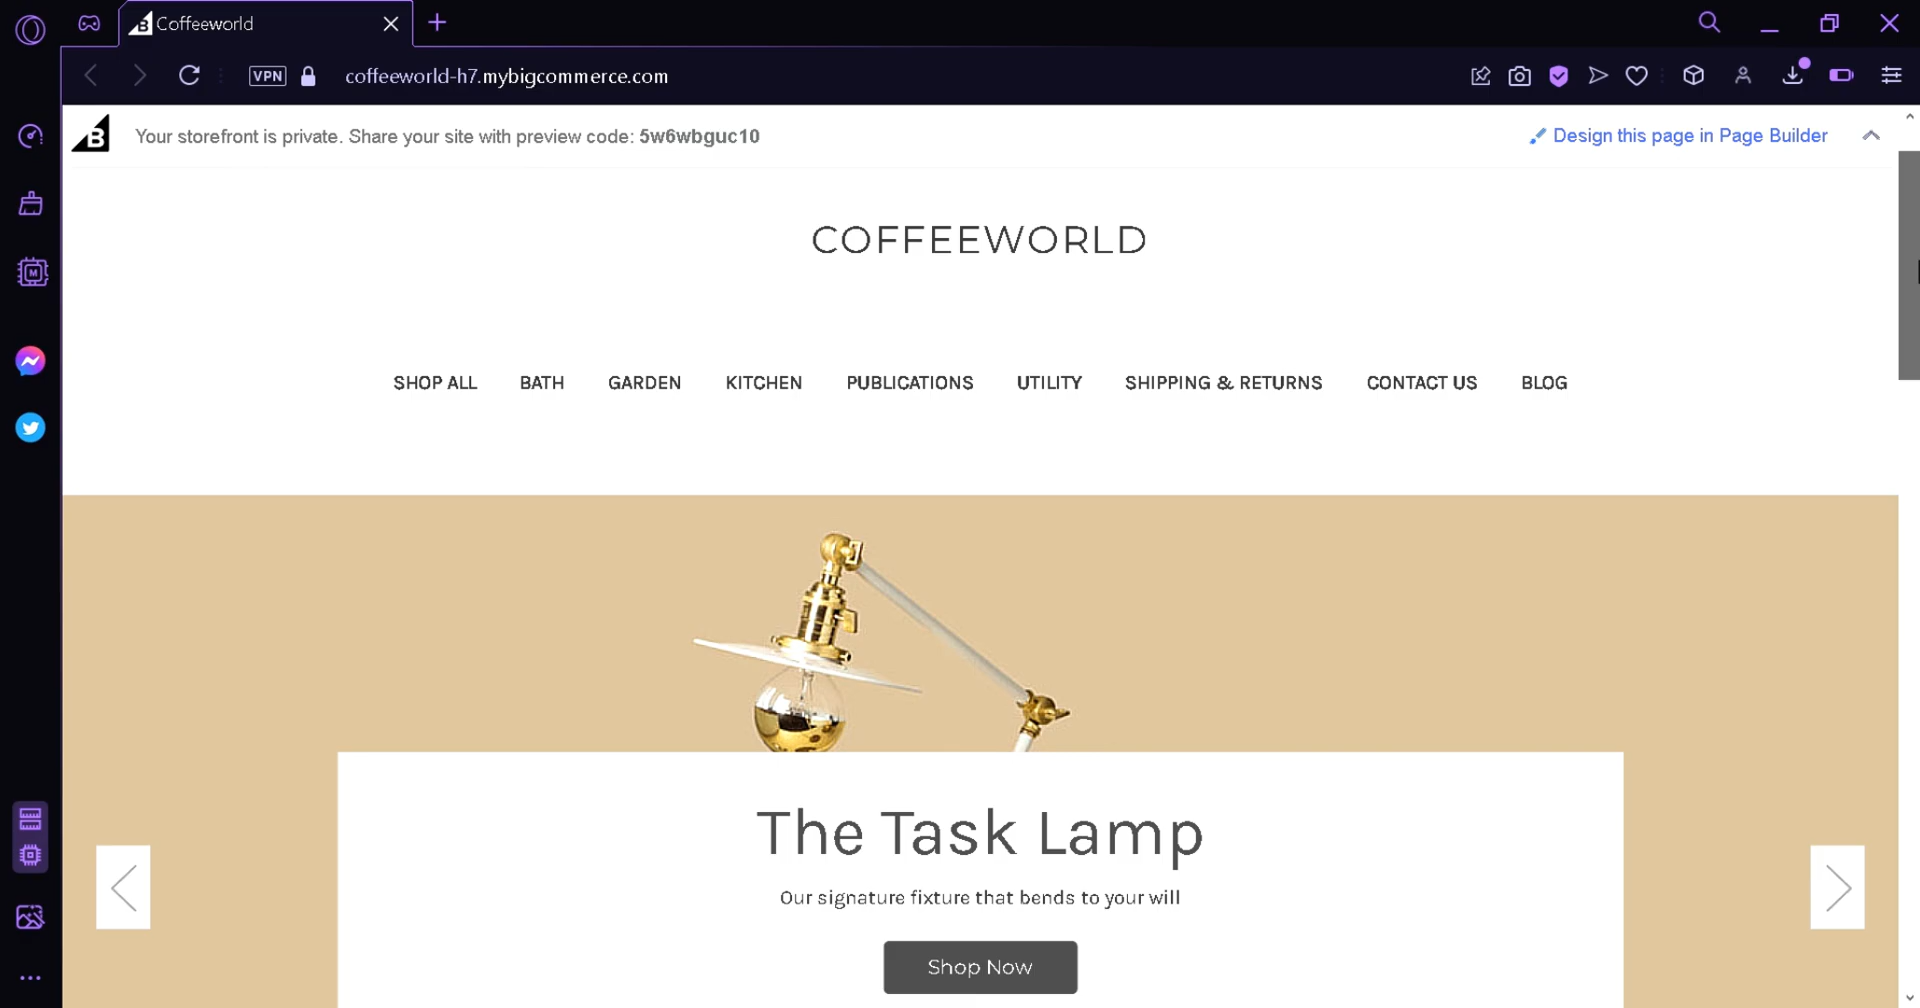 Coffeeworld
VPN
coffeeworld-h7.mybigcommerce.com
B
Your storefront is private. Share your site with preview code: 5w6wbguc10
Design this page in Page Builder
COFFEEWORLD
SHOP ALL BATH GARDEN KITCHEN PUBLICATIONS UTILITY SHIPPING & RETURNS CONTACT US BLOG
The Task Lamp
Our signature fixture that bends to your will
Shop Now